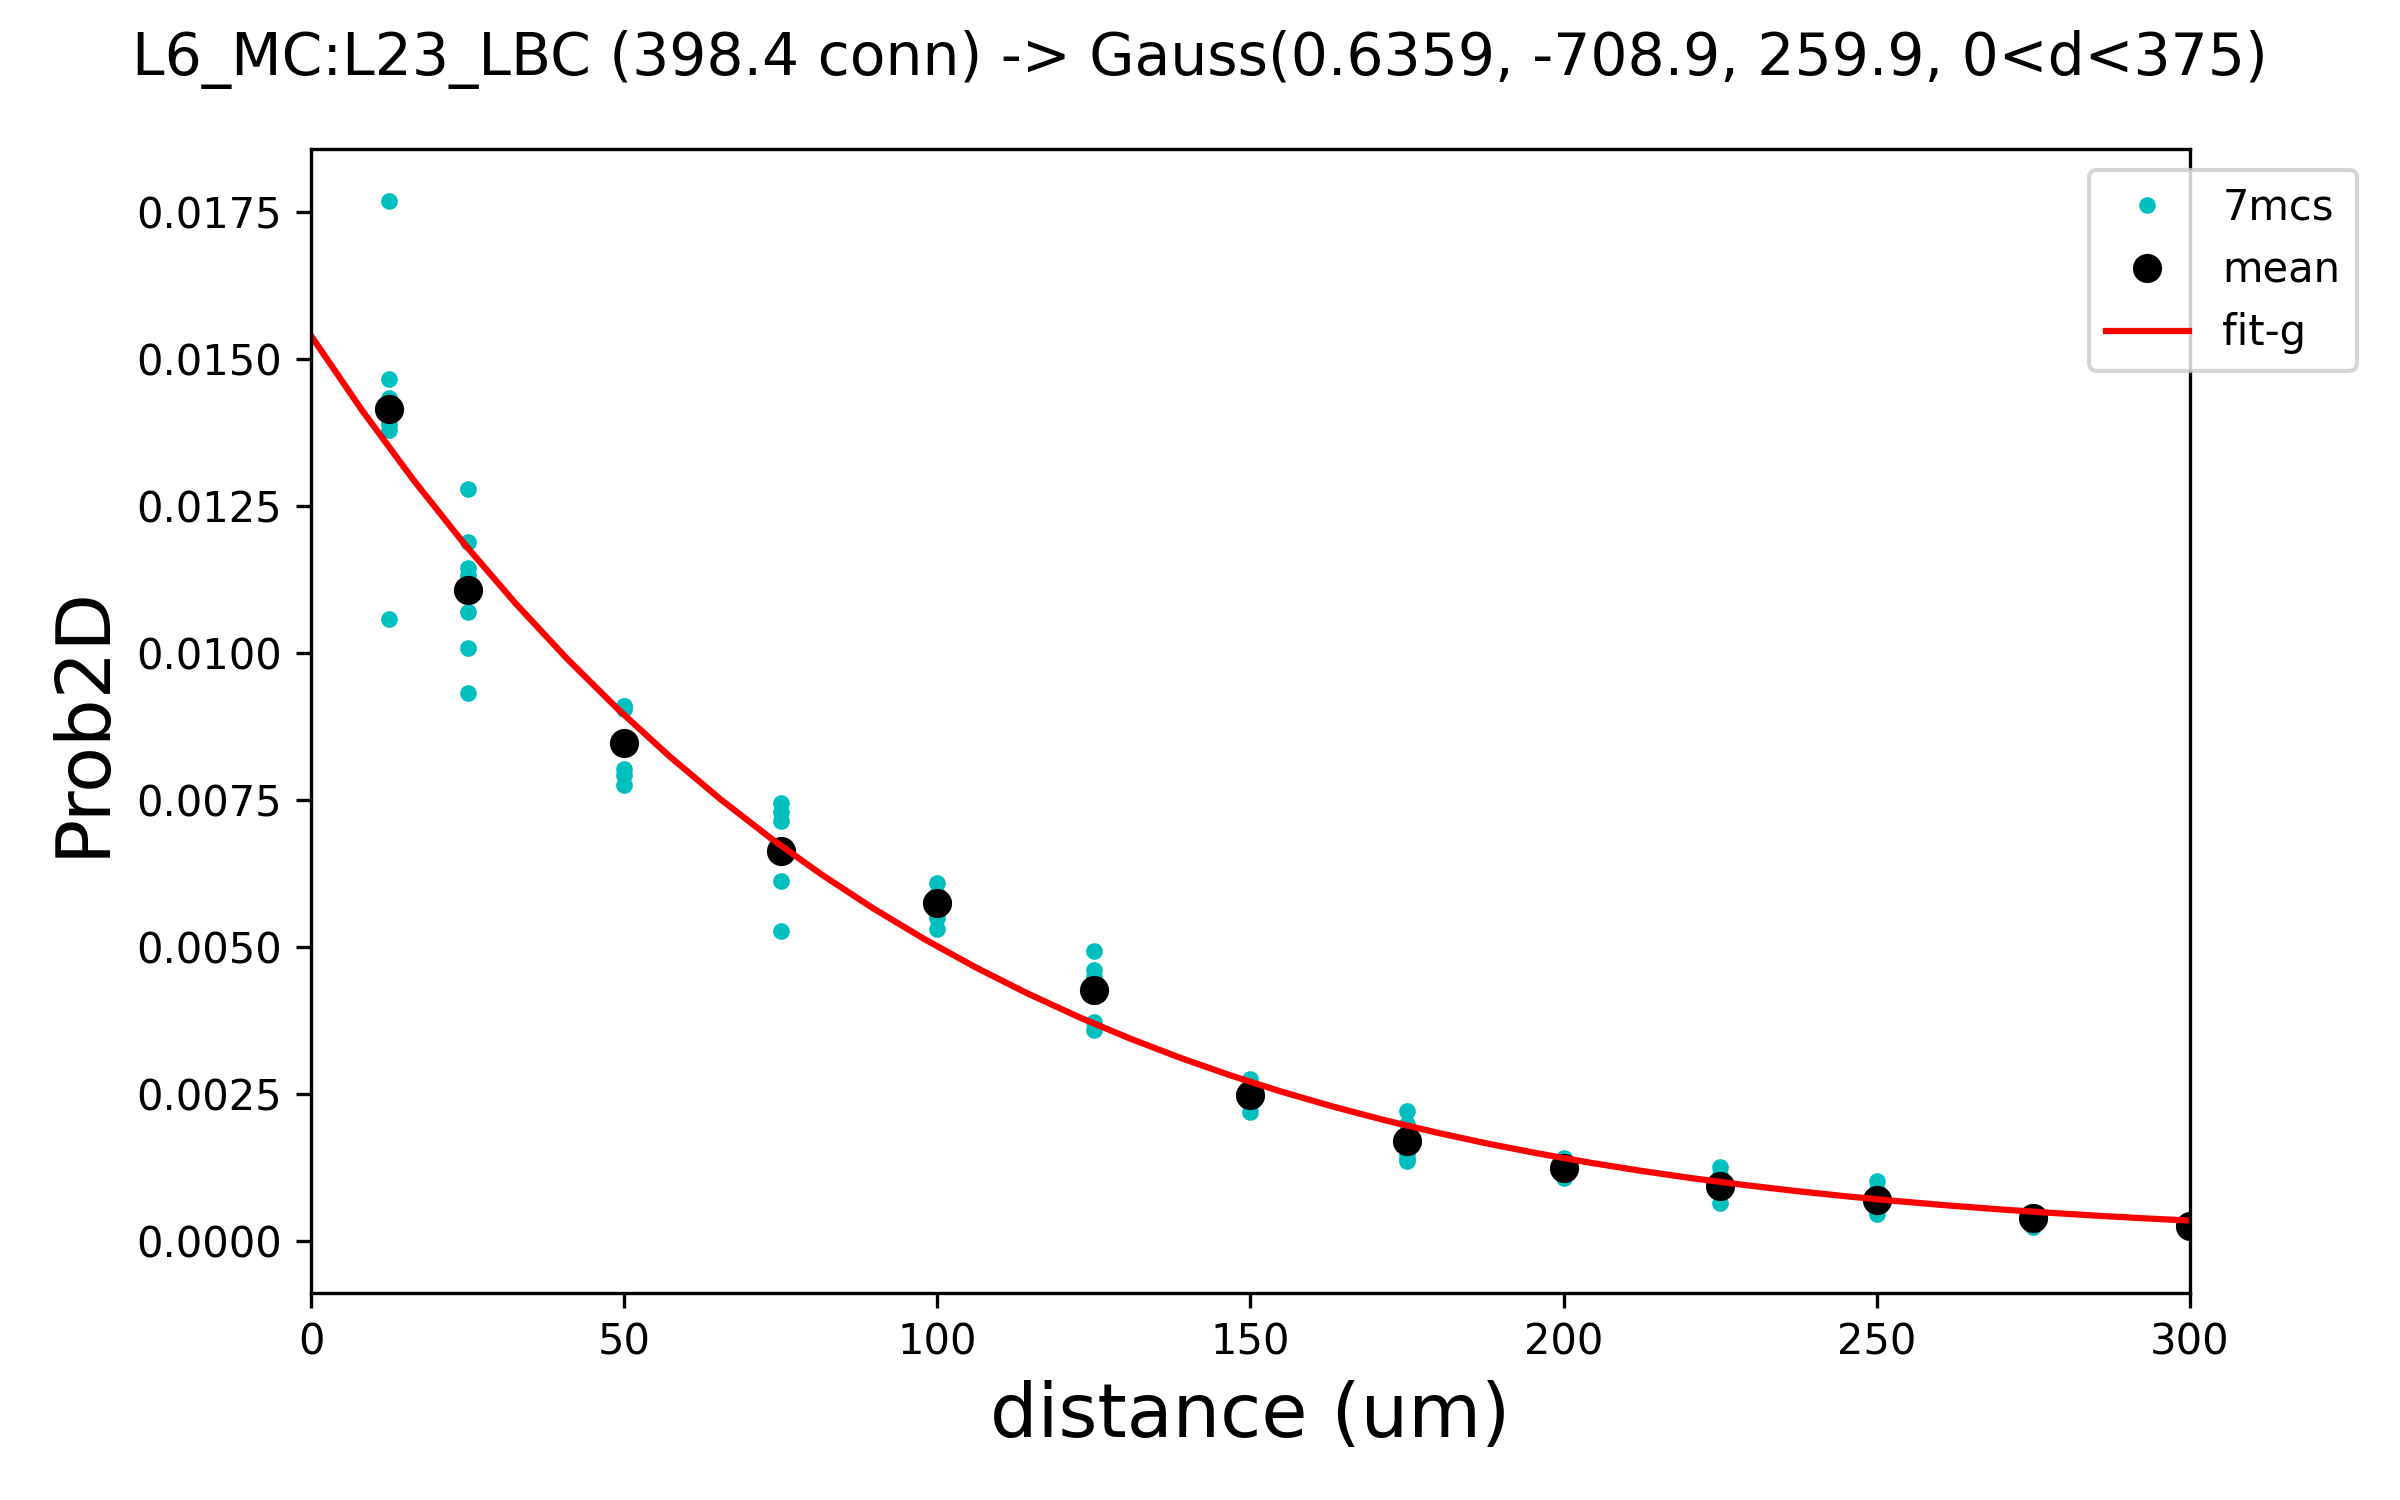 L6_MC:L23_LBC (398.4 conn) -> Gauss(0.6359, -708.9, 259.9, 0<d<375)
7mcs
mean
fit-g
Prob2D
0.0175
0.0150
0.0125
0.0100
0.0075
0.0050
0.0025
0.0000
0 50 100 150 200 250 300
distance (um)